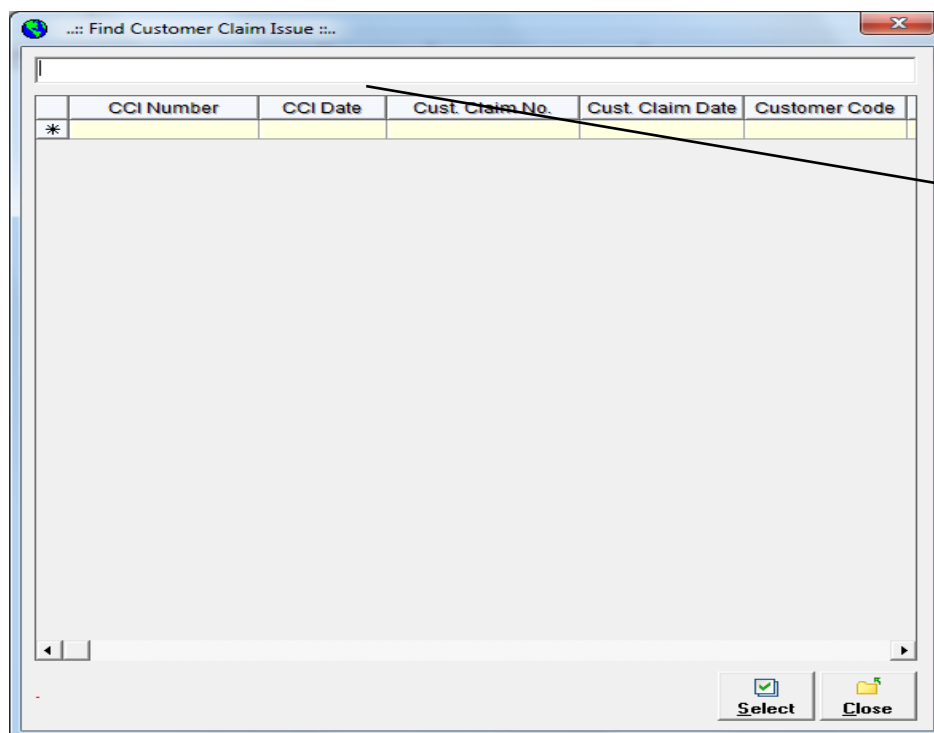 ..:: Find Customer Claim Issue ::..
CCI Number CCI Date Cust. Claim No. Cust. Claim Date Customer Code
Select Close